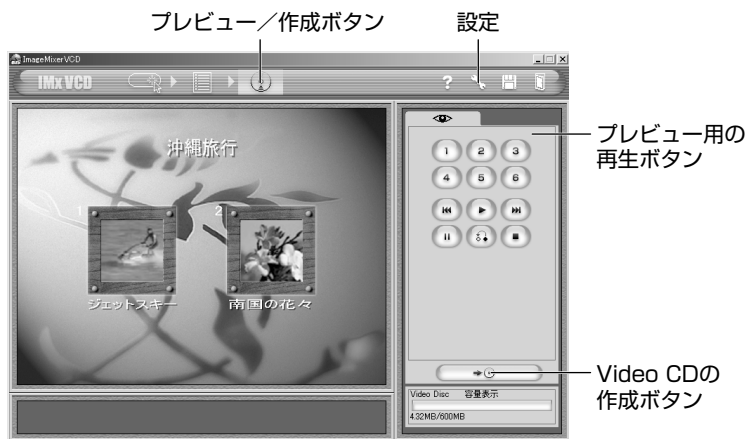 プレビュー／作成ボタン
設定
ImageMixerVCD
IMx VCD
?
沖縄旅行
1
2
ジェットスキー
南国の花々
1 2 3
4 5 6
プレビュー用の
再生ボタン
Video CDの
作成ボタン
Video Disc 容量表示
4.32MB/600MB